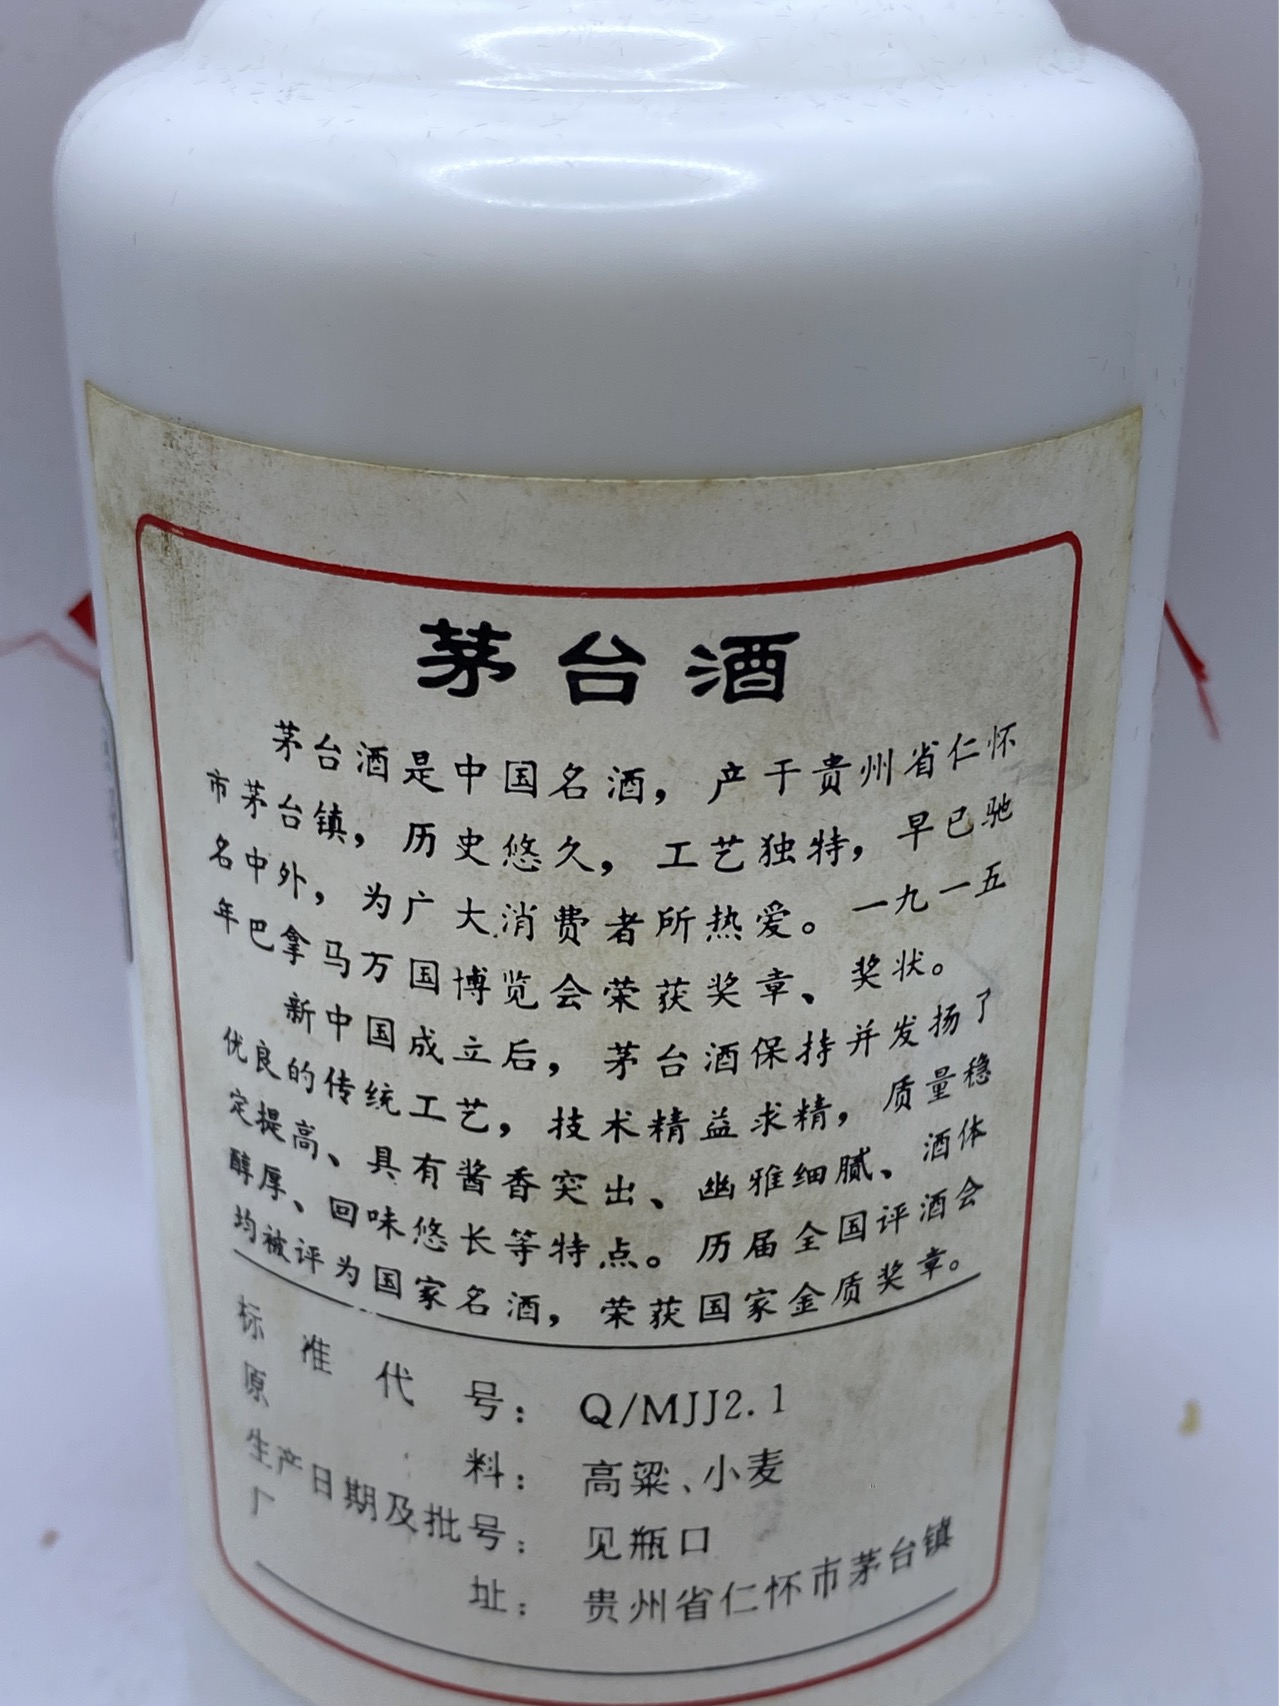 茅台酒
茅台酒是中国名酒，产于贵州省仁怀
市茅台镇，历史悠久，工艺独特，早已驰
名中外，为广大消费者所热爱。一九一五
年巴拿马万国博览会荣获奖章、奖状。
新中国成立后，茅台酒保持并发扬了
优良的传统工艺，技术精益求精，质量稳
定提高、具有酱香突出、幽雅细腻、酒体
醇厚、回味悠长等特点。历届全国评酒会
均被评为国家名酒，荣获国家金质奖章。
标准代号：Q/MJJ2.1
原料：高粱、小麦
生产日期及批号：见瓶口
厂址：贵州省仁怀市茅台镇